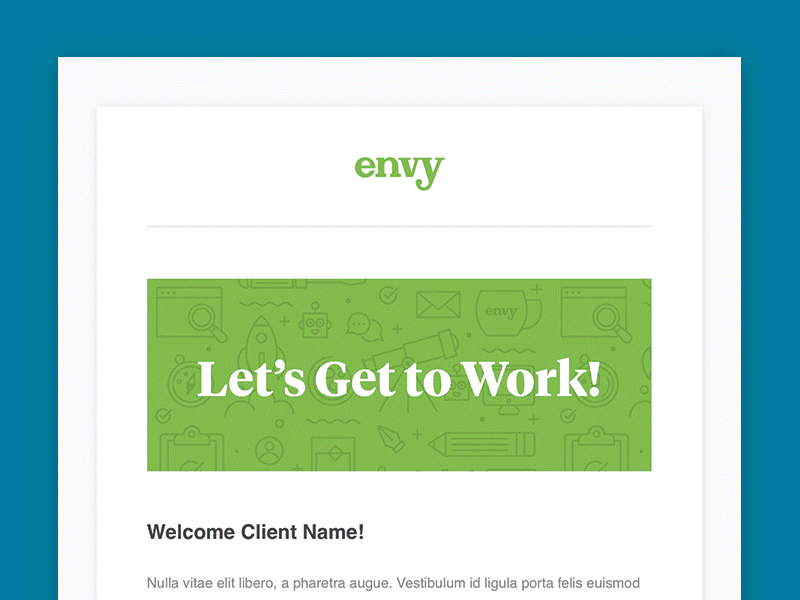 envy
envy
Let’s Get to Work!
Welcome Client Name!
Nulla vitae elit libero, a pharetra augue. Vestibulum id ligula porta felis euismod